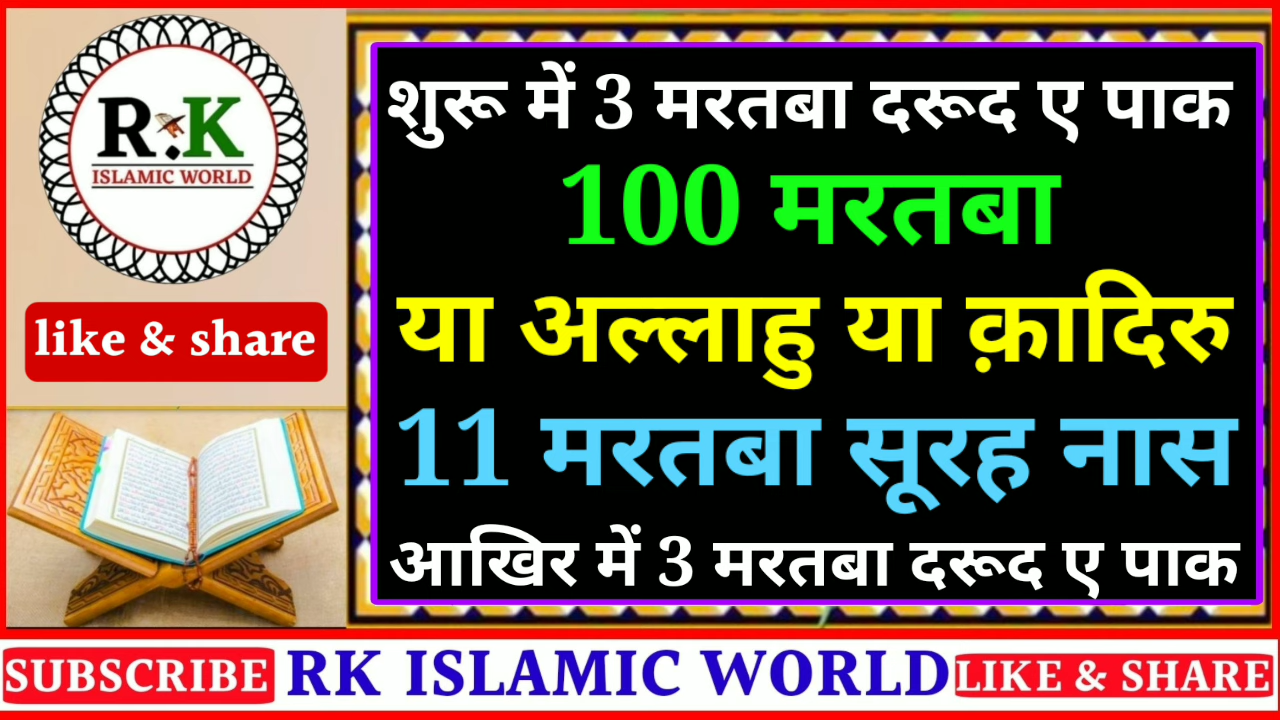 R K
ISLAMIC WORLD
like & share
शुरू में 3 मरतबा दरूद ए पाक
100 मरतबा
या अल्लाहु या क़ादिरु
11 मरतबा सूरह नास
आखिर में 3 मरतबा दरूद ए पाक
SUBSCRIBE RK ISLAMIC WORLD LIKE & SHARE